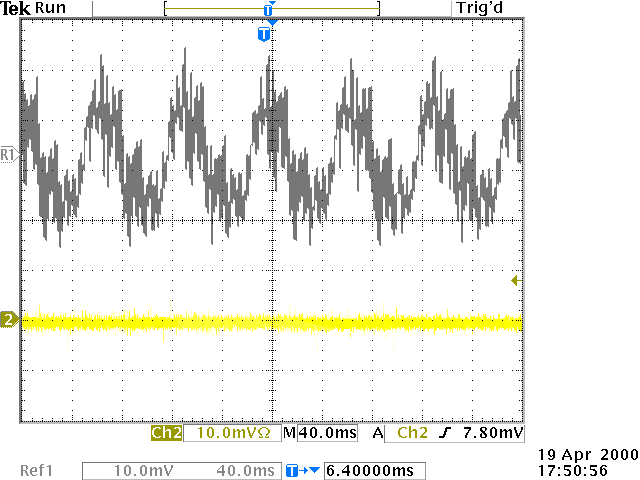 Tek Run Trig'd
T
T
R1
2
Ch2 10.0mVΩ M 40.0ms A Ch2 7.80mV
19 Apr 2000
Ref1 10.0mV 40.0ms T 6.40000ms 17:50:56